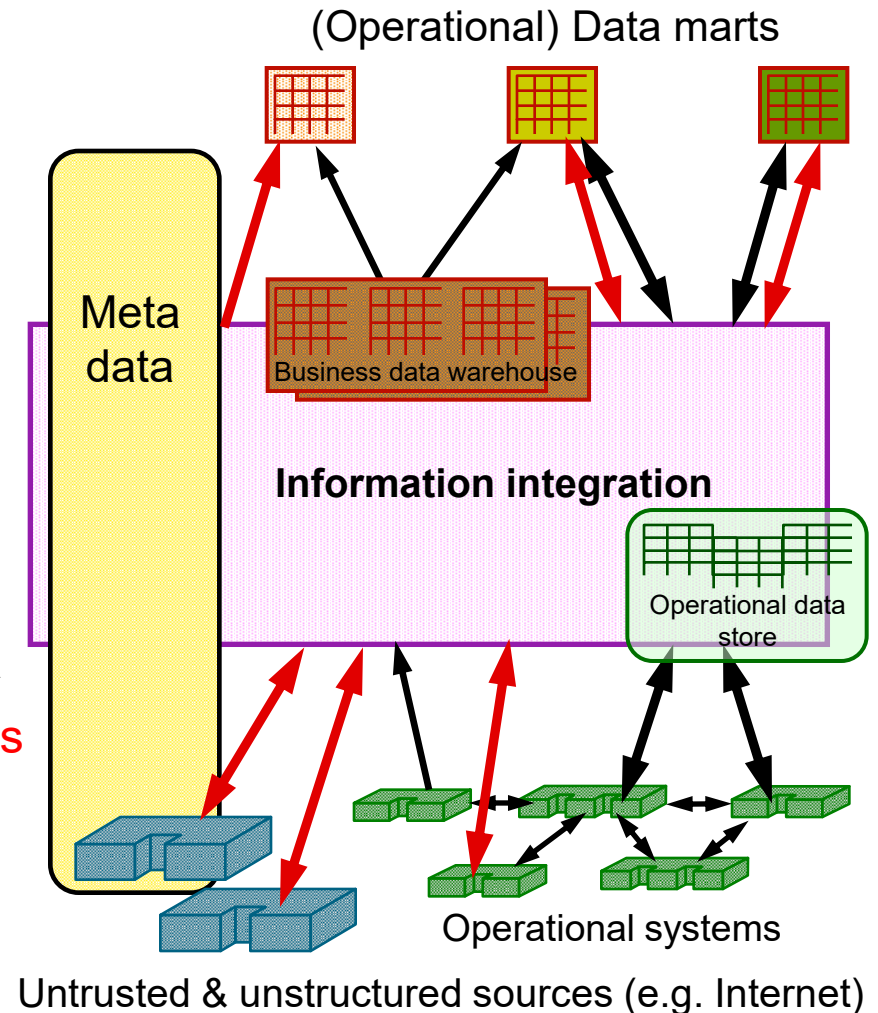 (Operational) Data marts
Meta
data
Business data warehouse
Information integration
Operational data
store
s
Operational systems
Untrusted & unstructured sources (e.g. Internet)